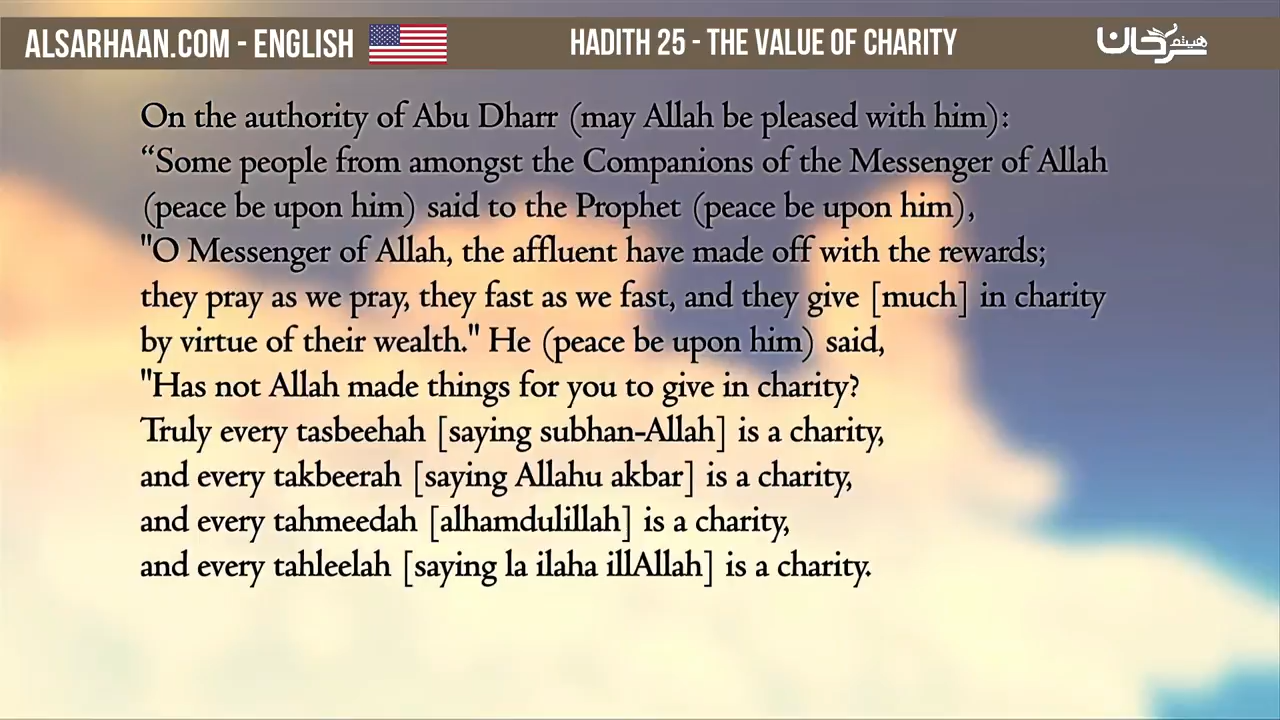 ALSARHAAN.COM - ENGLISH
HADITH 25 - THE VALUE OF CHARITY
هيثم سرحان
On the authority of Abu Dharr (may Allah be pleased with him):
“Some people from amongst the Companions of the Messenger of Allah
(peace be upon him) said to the Prophet (peace be upon him),
"O Messenger of Allah, the affluent have made off with the rewards;
they pray as we pray, they fast as we fast, and they give [much] in charity
by virtue of their wealth." He (peace be upon him) said,
"Has not Allah made things for you to give in charity?
Truly every tasbeehah [saying subhan-Allah] is a charity,
and every takbeerah [saying Allahu akbar] is a charity,
and every tahmeedah [alhamdulillah] is a charity,
and every tahleelah [saying la ilaha illAllah] is a charity.